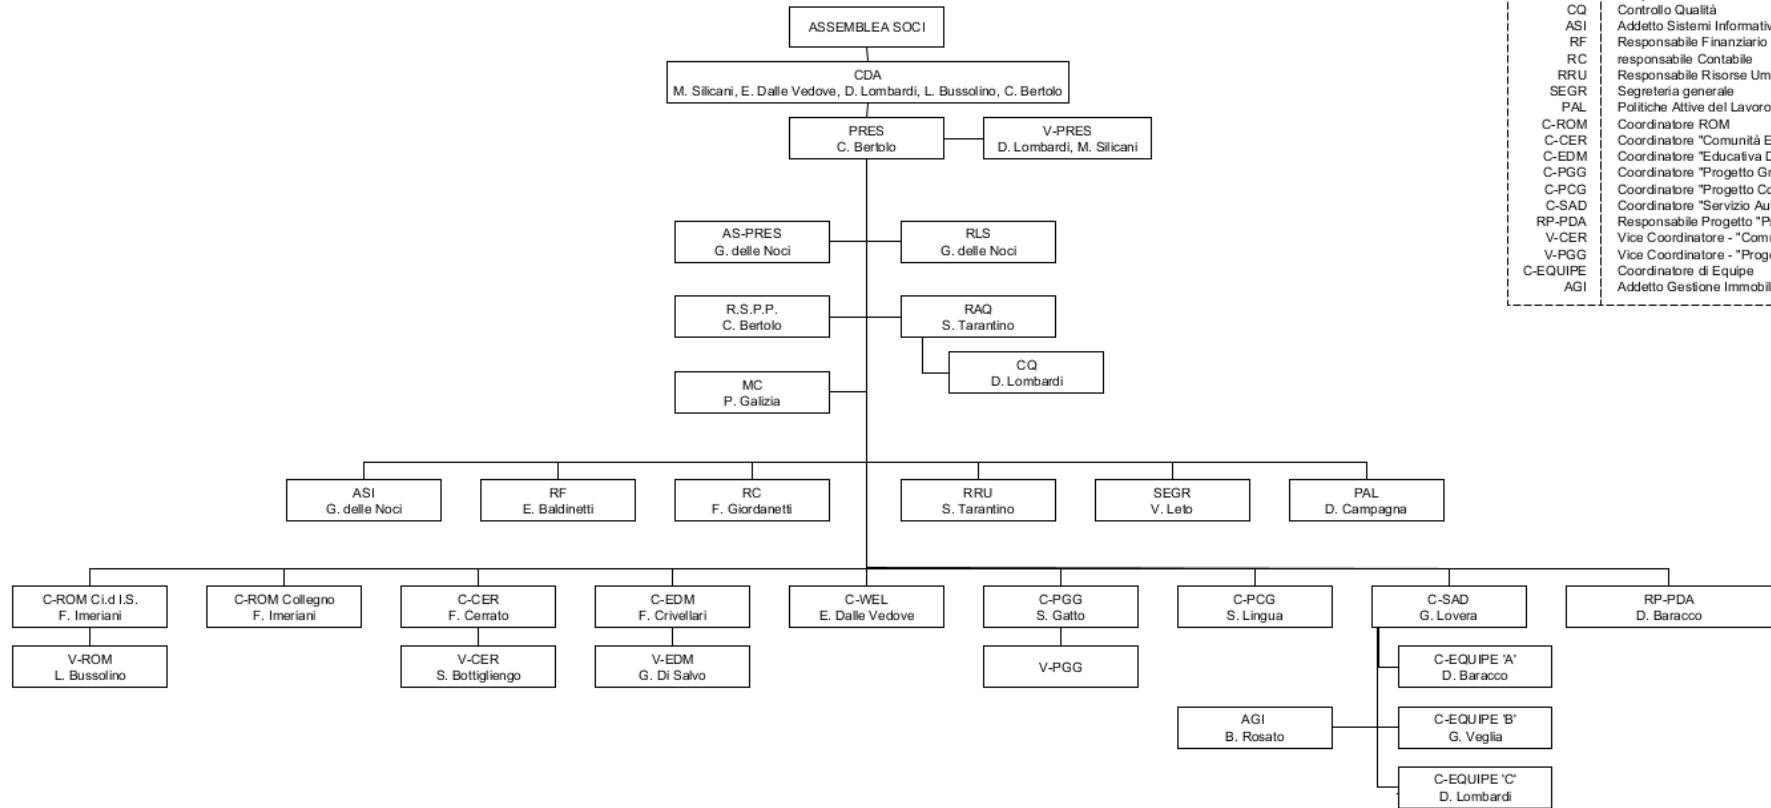 ASSEMBLEA SOCI
CDA
M. Silicani, E. Dalle Vedove, D. Lombardi, L. Bussolino, C. Bertolo
PRES
C. Bertolo
V-PRES
D. Lombardi, M. Silicani
AS-PRES
G. delle Noci
RLS
G. delle Noci
R.S.P.P.
C. Bertolo
RAQ
S. Tarantino
CQ
D. Lombardi
MC
P. Galizia
ASI
G. delle Noci
RF
E. Baldinetti
RC
F. Giordanetti
RRU
S. Tarantino
SEGR
V. Leto
PAL
D. Campagna
C-ROM Ci.d I.S.
F. Imeriani
C-ROM Collegno
F. Imeriani
C-CER
F. Cerrato
C-EDM
F. Crivellari
C-WEL
E. Dalle Vedove
C-PGG
S. Gatto
C-PCG
S. Lingua
C-SAD
G. Lovera
RP-PDA
D. Baracco
V-ROM
L. Bussolino
V-CER
S. Bottigliengo
V-EDM
G. Di Salvo
V-PGG
C-EQUIPE 'A'
D. Baracco
AGI
B. Rosato
C-EQUIPE 'B'
G. Veglia
C-EQUIPE 'C'
D. Lombardi
CQ Controllo Qualità
ASI Addetto Sistemi Informativ
RF Responsabile Finanziario
RC responsabile Contabile
RRU Responsabile Risorse Um
SEGR Segreteria generale
PAL Politiche Attive del Lavoro
C-ROM Coordinatore ROM
C-CER Coordinatore "Comunità E
C-EDM Coordinatore "Educativa D
C-PGG Coordinatore "Progetto Gr
C-PCG Coordinatore "Progetto Co
C-SAD Coordinatore "Servizio Au
RP-PDA Responsabile Progetto "Pr
V-CER Vice Coordinatore - "Comu
V-PGG Vice Coordinatore - "Proge
C-EQUIPE Coordinatore di Equipe
AGI Addetto Gestione Immobil